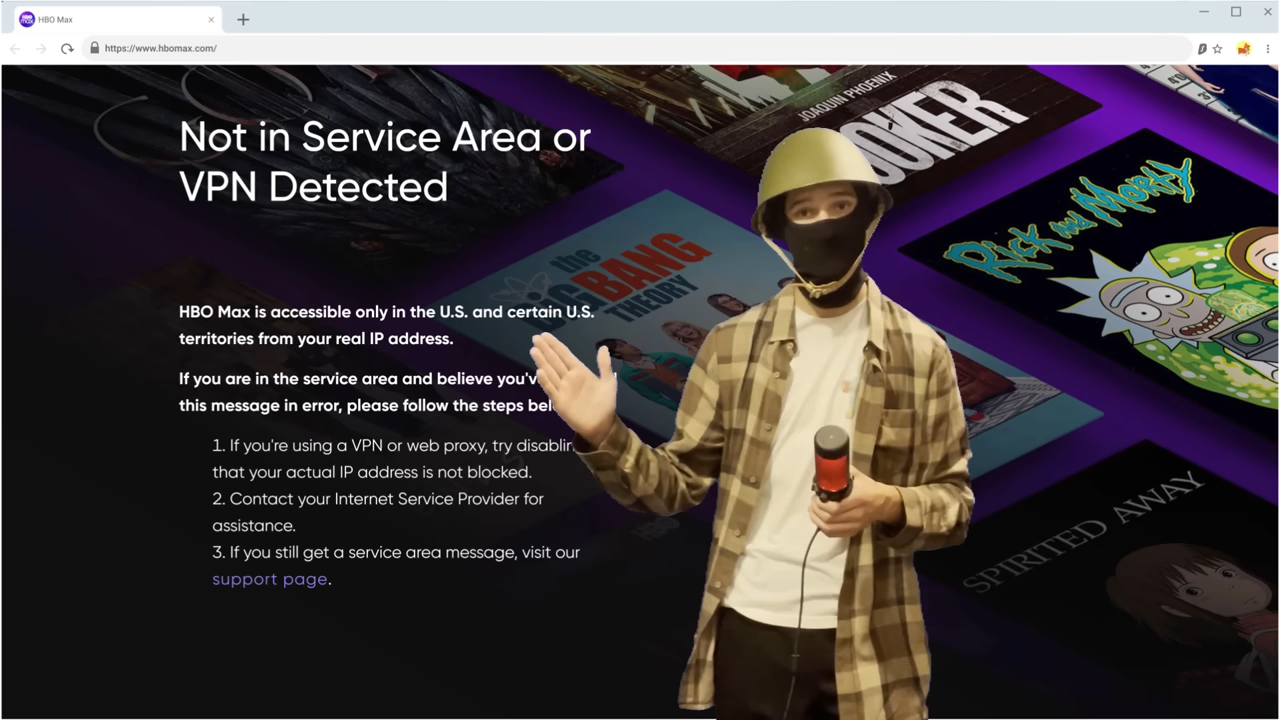 HBO Max
https://www.hbomax.com/
Not in Service Area or
VPN Detected
HBO Max is accessible only in the U.S. and certain U.S.
territories from your real IP address.
If you are in the service area and believe you'v
this message in error, please follow the steps bel
1. If you're using a VPN or web proxy, try disablin
that your actual IP address is not blocked.
2. Contact your Internet Service Provider for
assistance.
3. If you still get a service area message, visit our
support page.
JOAQUIN PHOENIX
OKER
the
BANG
THEORY
RICK AND MORTY
SPIRITED AWAY